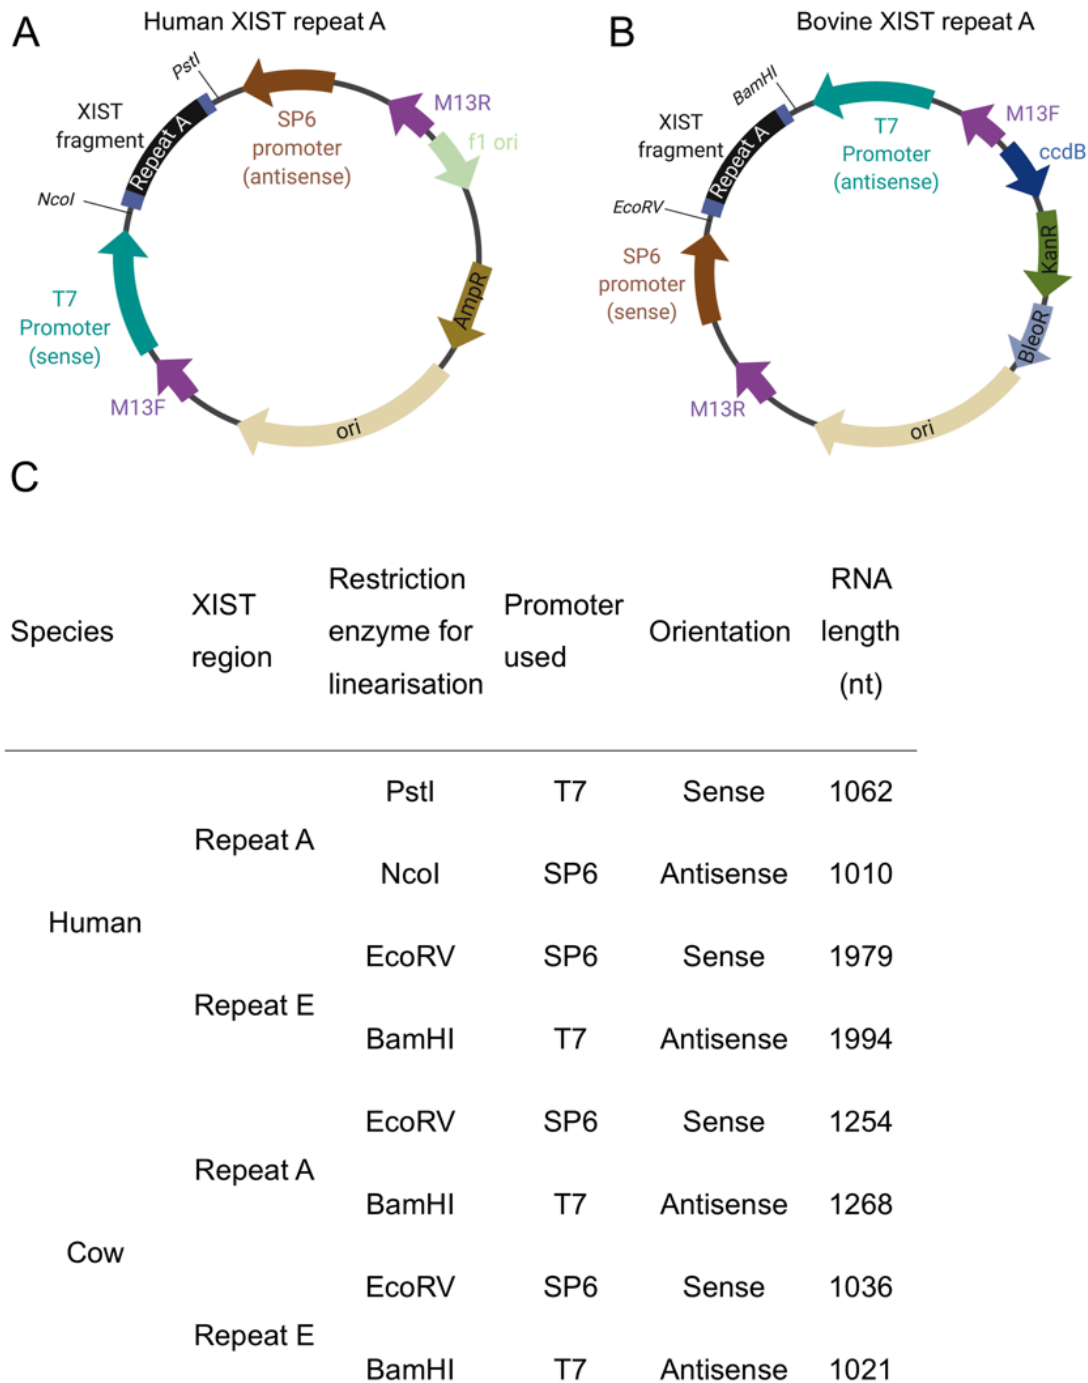 A
Human XIST repeat A
PstI
XIST
fragment
Repeat A
NcoI
SP6
promoter
(antisense)
M13R
f1 ori
AmpR
T7
Promoter
(sense)
M13F
ori
B
Bovine XIST repeat A
BamHI
XIST
fragment
Repeat A
EcoRV
T7
Promoter
(antisense)
M13F
ccdB
KanR
BleoR
SP6
promoter
(sense)
M13R
ori
C
Species
XIST
region
Restriction
enzyme for
linearisation
Promoter
used
Orientation
RNA
length
(nt)
Human
Repeat A
PstI T7 Sense 1062
NcoI SP6 Antisense 1010
Repeat E
EcoRV SP6 Sense 1979
BamHI T7 Antisense 1994
Cow
Repeat A
EcoRV SP6 Sense 1254
BamHI T7 Antisense 1268
Repeat E
EcoRV SP6 Sense 1036
BamHI T7 Antisense 1021